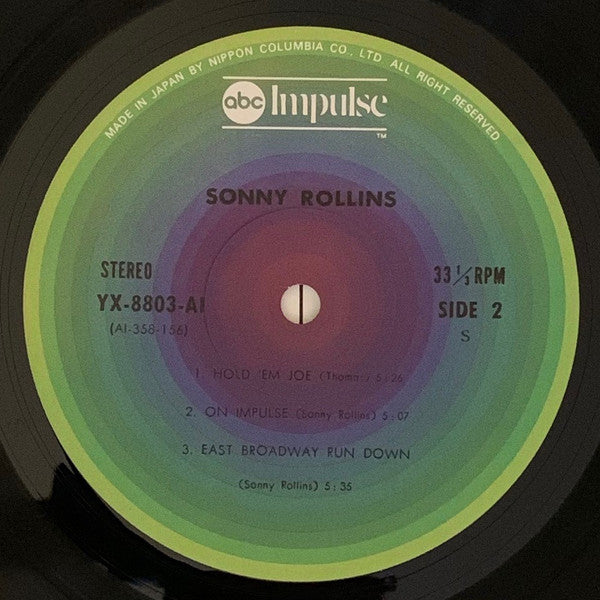 MADE IN JAPAN BY NIPPON COLUMBIA CO., LTD. ALL RIGHT RESERVED
abc Impulse
TM
SONNY ROLLINS
STEREO 33 1/3 RPM
YX-8803-AI SIDE 2
(AI-358-156) S
1. HOLD 'EM JOE (Thomas) 5:26
2. ON IMPULSE (Sonny Rollins) 5:07
3. EAST BROADWAY RUN DOWN
(Sonny Rollins) 5:35